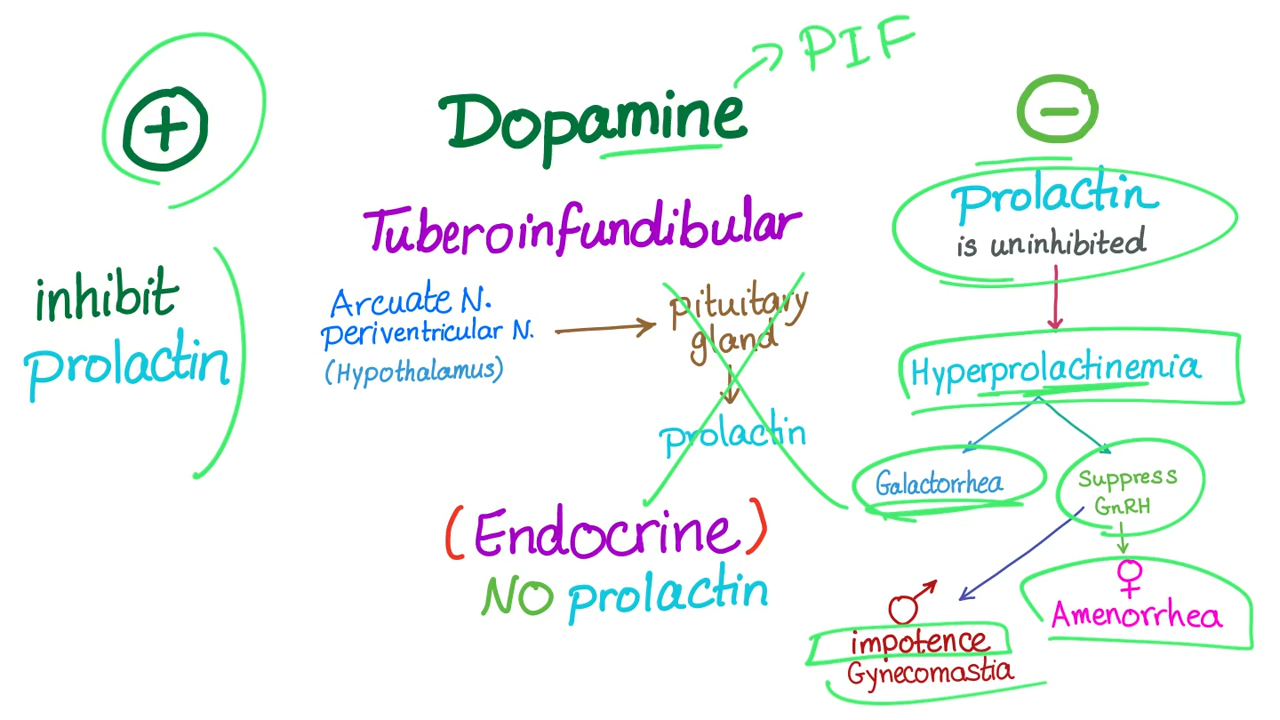 PIF
+
Dopamine
−
Tuberoinfundibular
Prolactin
is uninhibited
inhibit
prolactin
Arcuate N.
Periventricular N.
(Hypothalamus)
pituitary
gland
prolactin
Hyperprolactinemia
Galactorrhea
Suppress
GnRH
(Endocrine)
NO prolactin
♂
impotence
Gynecomastia
♀
Amenorrhea